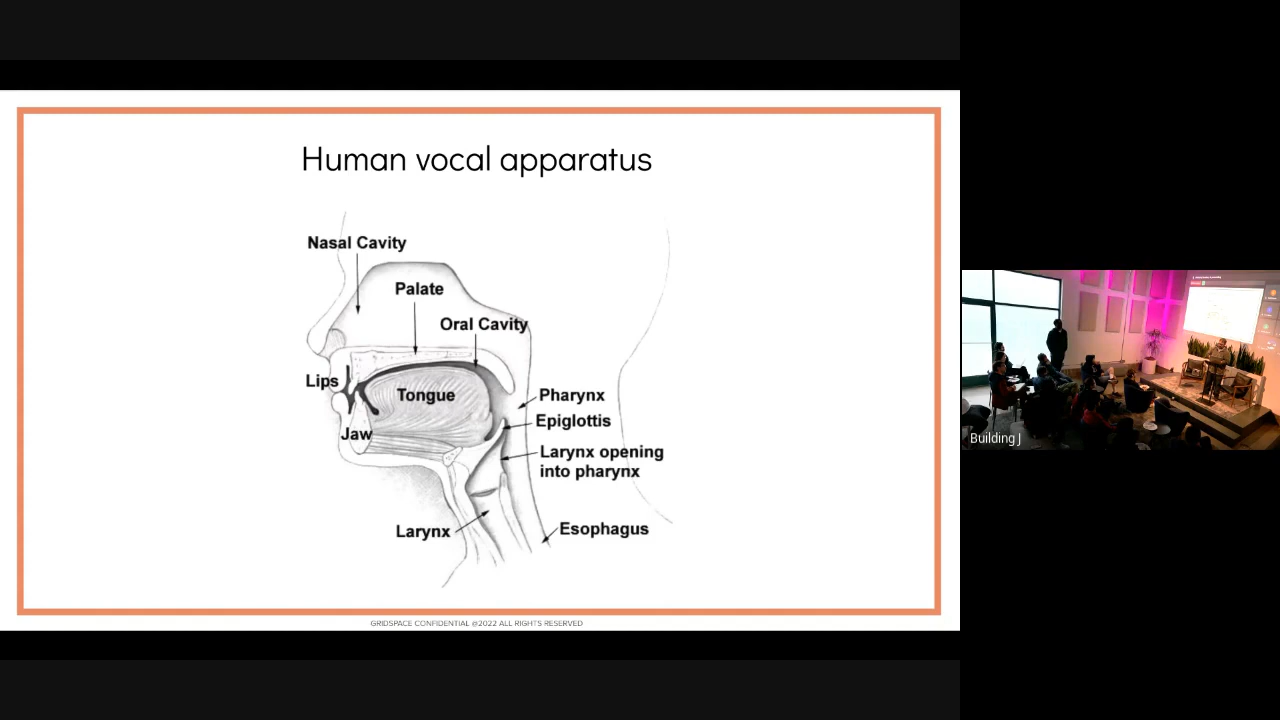 Human vocal apparatus
Nasal Cavity
Palate
Oral Cavity
Lips
Tongue
Pharynx
Epiglottis
Jaw
Larynx opening
into pharynx
Larynx
Esophagus
GRIDSPACE CONFIDENTIAL @2022 ALL RIGHTS RESERVED
Building J